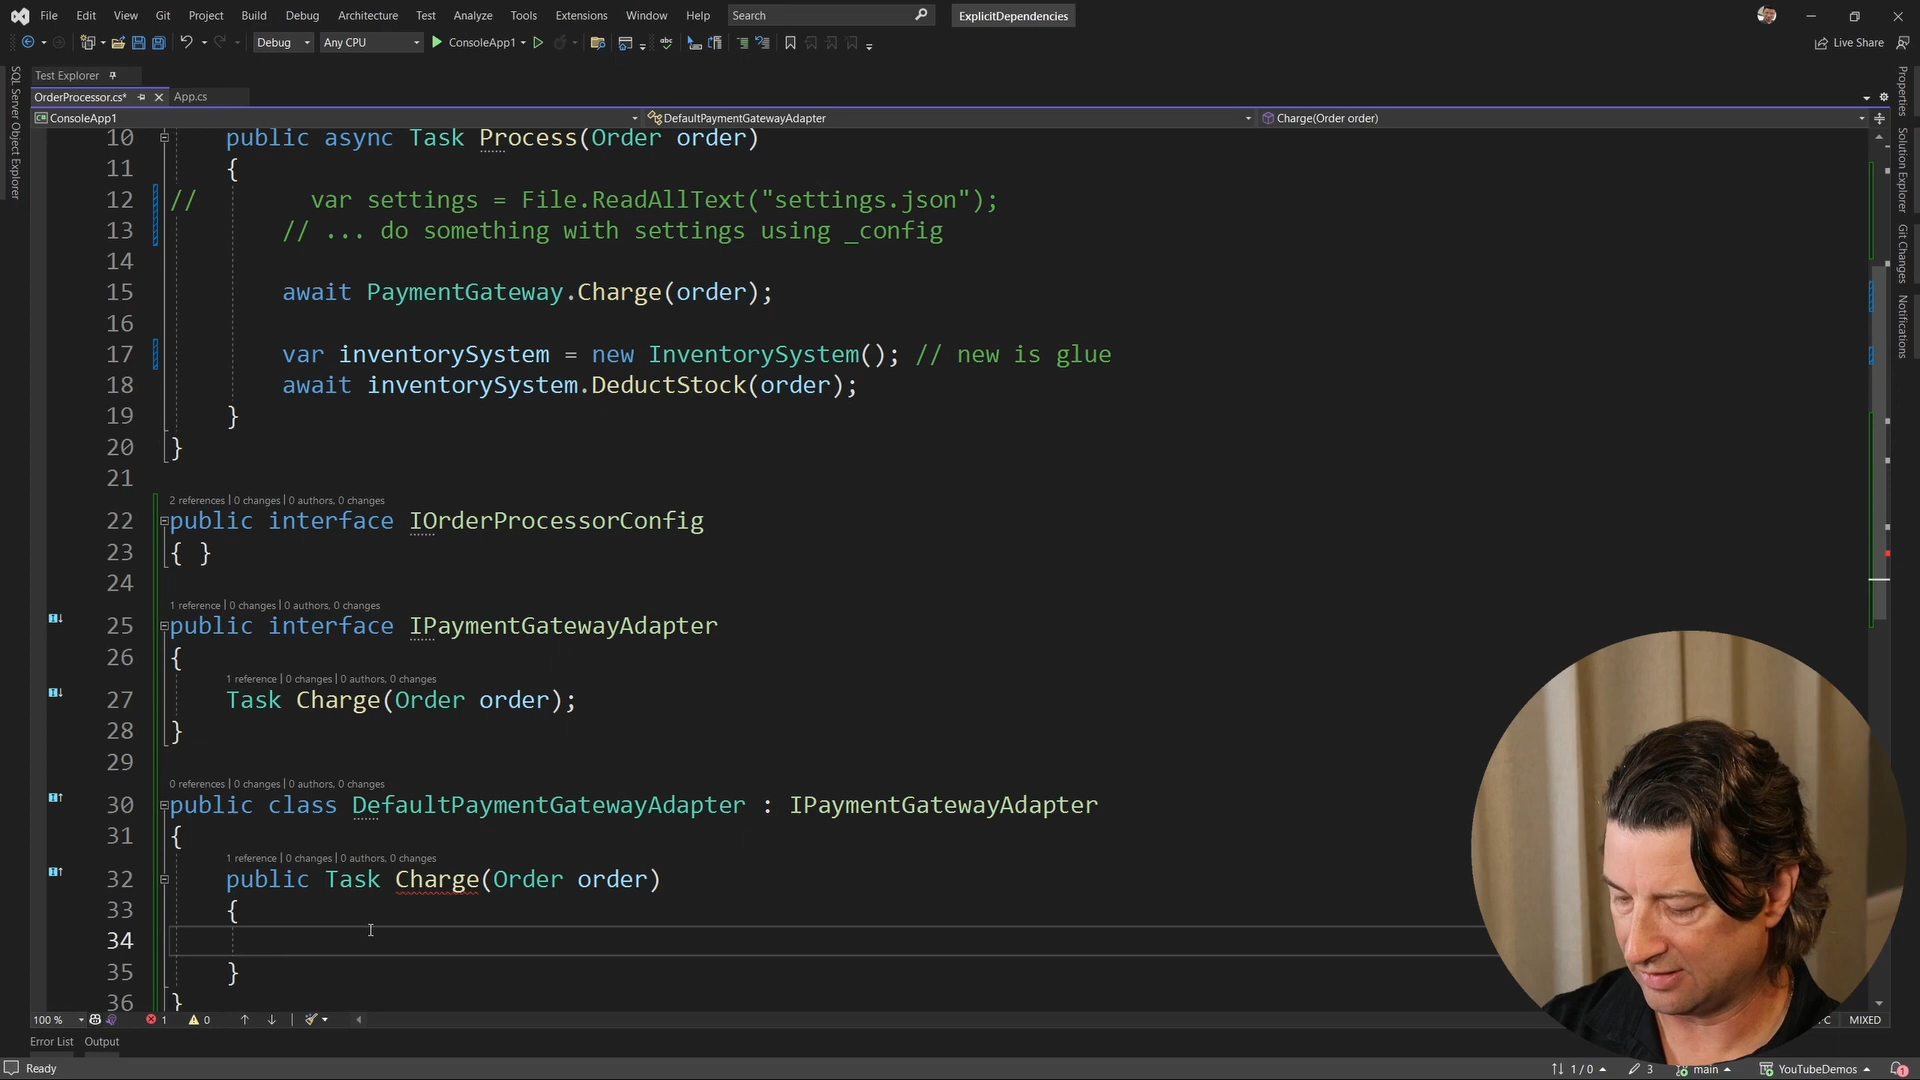 File Edit View Git Project Build Debug Architecture Test Analyze Tools Extensions Window Help Search ExplicitDependencies
Debug Any CPU ConsoleApp1 Live Share
Test Explorer
OrderProcessor.cs* App.cs
ConsoleApp1 DefaultPaymentGatewayAdapter Charge(Order order)
SQL Server Object Explorer
10 public async Task Process(Order order)
11 {
12 // var settings = File.ReadAllText("settings.json");
13 // ... do something with settings using _config
14
15 await PaymentGateway.Charge(order);
16
17 var inventorySystem = new InventorySystem(); // new is glue
18 await inventorySystem.DeductStock(order);
19 }
20 }
21
2 references | 0 changes | 0 authors, 0 changes
22 public interface IOrderProcessorConfig
23 { }
24
1 reference | 0 changes | 0 authors, 0 changes
25 public interface IPaymentGatewayAdapter
26 {
1 reference | 0 changes | 0 authors, 0 changes
27 Task Charge(Order order);
28 }
29
0 references | 0 changes | 0 authors, 0 changes
30 public class DefaultPaymentGatewayAdapter : IPaymentGatewayAdapter
31 {
1 reference | 0 changes | 0 authors, 0 changes
32 public Task Charge(Order order)
33 {
34
35 }
36 }
Properties
Solution Explorer
Git Changes
Notifications
100 % 1 0 MIXED
Error List Output
Ready 1 / 0 3 main YouTubeDemos 1